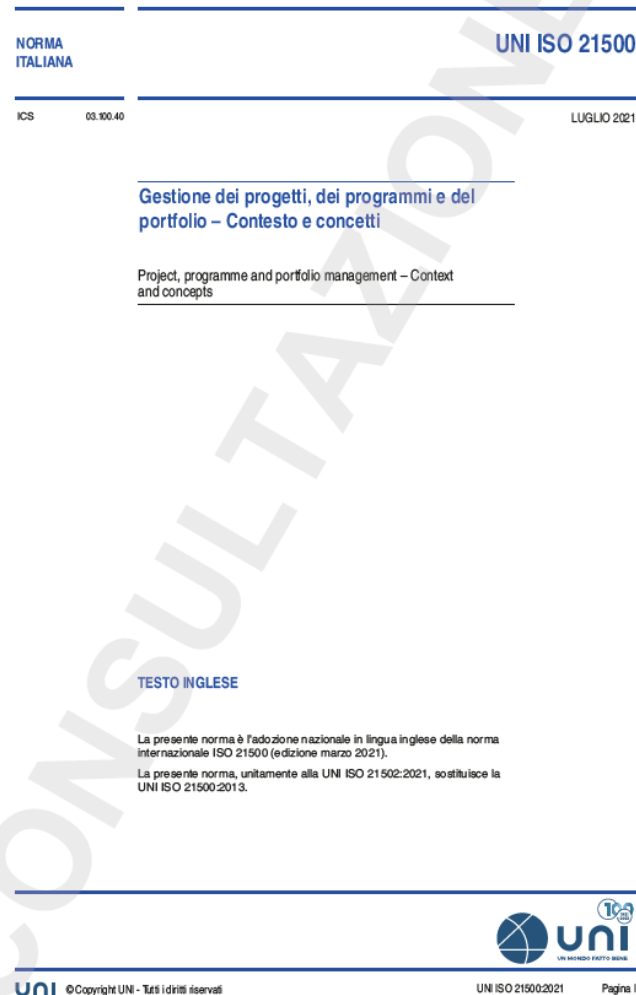 NORMA
ITALIANA
UNI ISO 21500
ICS 03.100.40
LUGLIO 2021
Gestione dei progetti, dei programmi e del
portfolio – Contesto e concetti
Project, programme and portfolio management – Context
and concepts
CONSULTAZIONE
TESTO INGLESE
La presente norma è l'adozione nazionale in lingua inglese della norma
internazionale ISO 21500 (edizione marzo 2021).
La presente norma, unitamente alla UNI ISO 21502:2021, sostituisce la
UNI ISO 21500:2013.
uni
UN MONDO FATTO BENE
UNI © Copyright UNI - Tutti i diritti riservati
UNI ISO 21500:2021 Pagina I